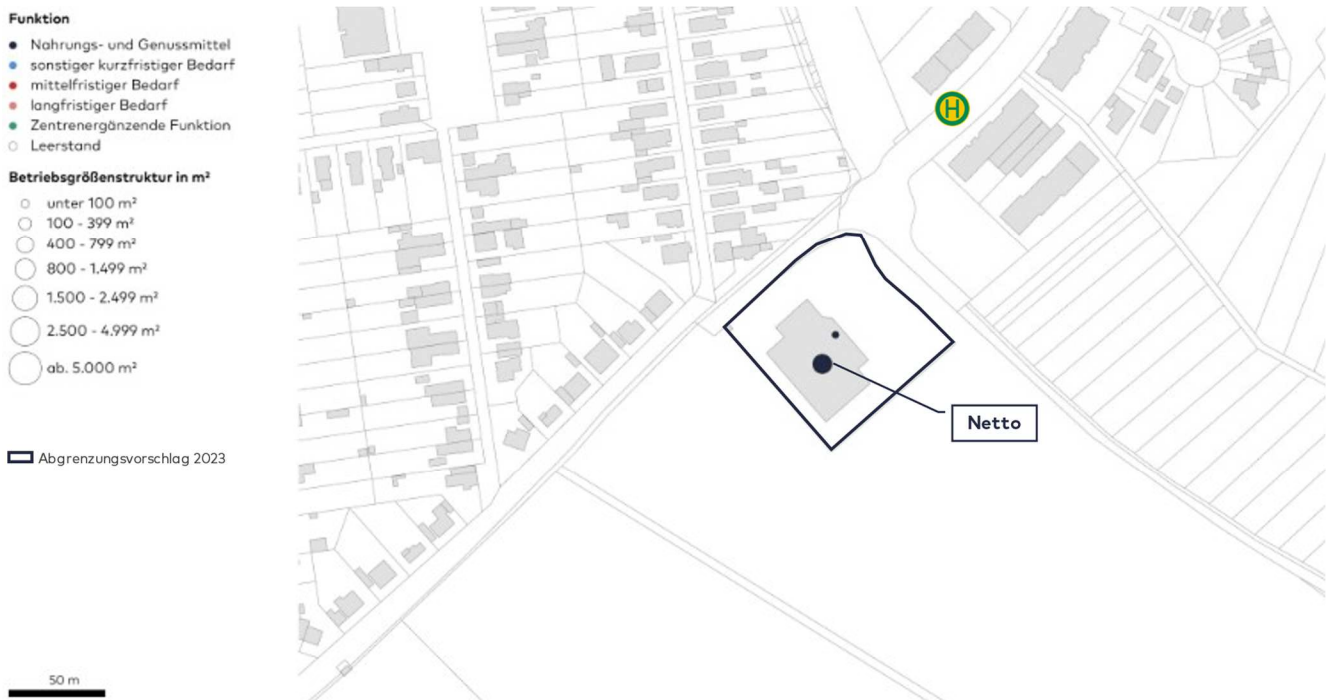 Funktion
Nahrungs- und Genussmittel
sonstiger kurzfristiger Bedarf
mittelfristiger Bedarf
langfristiger Bedarf
Zentrenergänzende Funktion
Leerstand
Betriebsgrößenstruktur in m²
unter 100 m²
100 - 399 m²
400 - 799 m²
800 - 1.499 m²
1.500 - 2.499 m²
2.500 - 4.999 m²
ab. 5.000 m²
Abgrenzungsvorschlag 2023
50 m
H
Netto